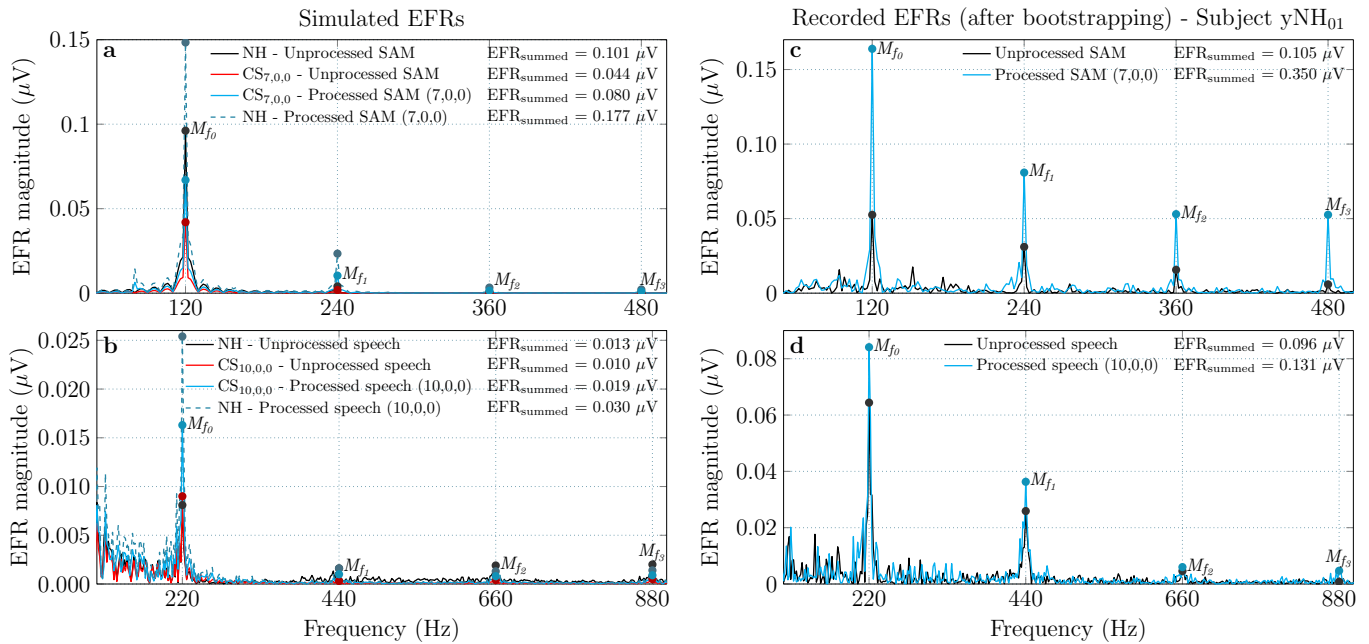 Simulated EFRs
Recorded EFRs (after bootstrapping) - Subject yNH01
a
NH - Unprocessed SAM EFRsummed = 0.101 μV
CS7,0,0 - Unprocessed SAM EFRsummed = 0.044 μV
CS7,0,0 - Processed SAM (7,0,0) EFRsummed = 0.080 μV
NH - Processed SAM (7,0,0) EFRsummed = 0.177 μV
Mf0
Mf1
Mf2
Mf3
EFR magnitude (μV)
0.15
0.1
0.05
0
120 240 360 480
c
Unprocessed SAM EFRsummed = 0.105 μV
Processed SAM (7,0,0) EFRsummed = 0.350 μV
Mf0
Mf1
Mf2
Mf3
EFR magnitude (μV)
0.15
0.10
0.05
0
120 240 360 480
b
NH - Unprocessed speech EFRsummed = 0.013 μV
CS10,0,0 - Unprocessed speech EFRsummed = 0.010 μV
CS10,0,0 - Processed speech (10,0,0) EFRsummed = 0.019 μV
NH - Processed speech (10,0,0) EFRsummed = 0.030 μV
Mf0
Mf1
Mf2
Mf3
EFR magnitude (μV)
0.025
0.020
0.015
0.010
0.005
0.000
220 440 660 880
Frequency (Hz)
d
Unprocessed speech EFRsummed = 0.096 μV
Processed speech (10,0,0) EFRsummed = 0.131 μV
Mf0
Mf1
Mf2
Mf3
EFR magnitude (μV)
0.08
0.06
0.04
0.02
0
220 440 660 880
Frequency (Hz)